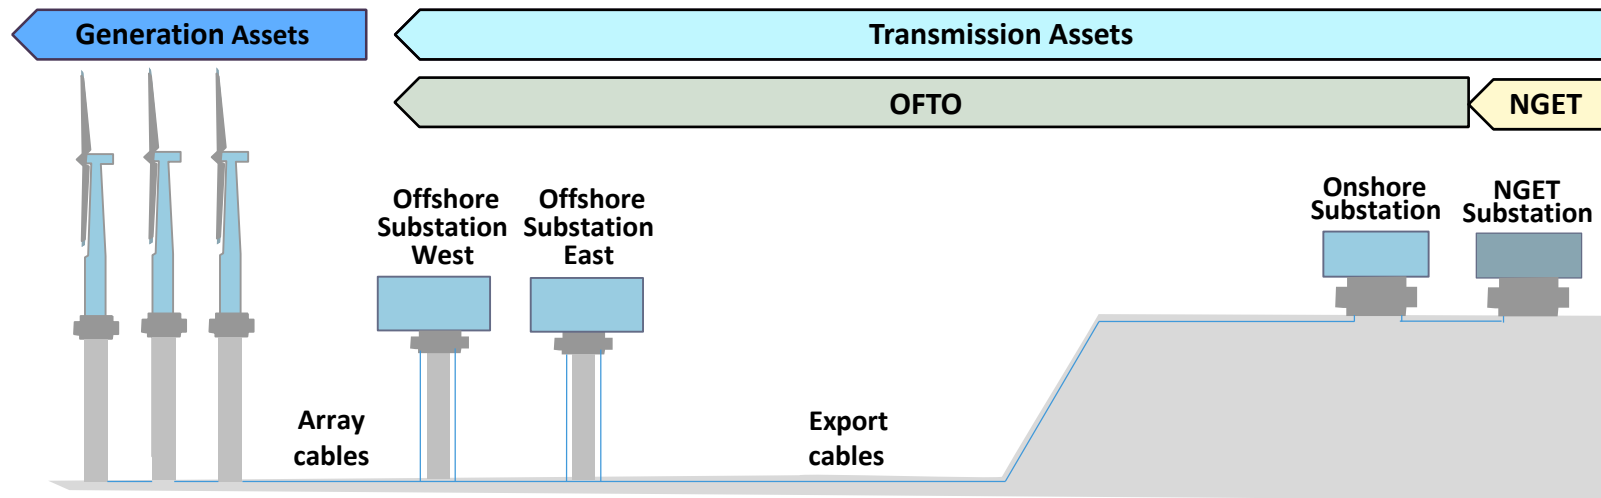 Generation Assets
Transmission Assets
OFTO
NGET
Offshore
Substation
West
Offshore
Substation
East
Onshore
Substation
NGET
Substation
Array
cables
Export
cables